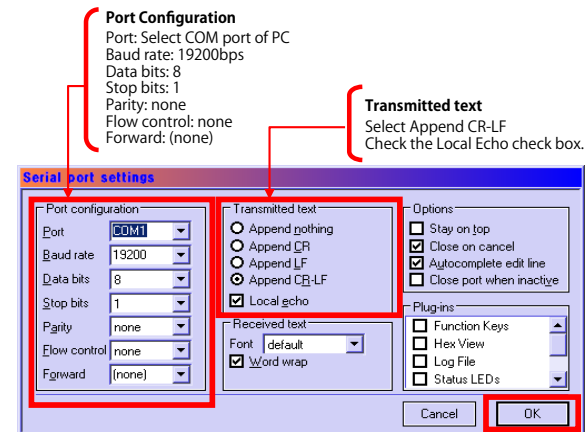 Port Configuration
Port: Select COM port of PC
Baud rate: 19200bps
Data bits: 8
Stop bits: 1
Parity: none
Flow control: none
Forward: (none)
Transmitted text
Select Append CR-LF
Check the Local Echo check box.
Serial port settings
Port configuration
Port COM1
Baud rate 19200
Data bits 8
Stop bits 1
Parity none
Flow control none
Forward (none)
Transmitted text
Append nothing
Append CR
Append LF
Append CR-LF
Local echo
Received text
Font default
Word wrap
Options
Stay on top
Close on cancel
Autocomplete edit line
Close port when inactive
Plug-ins
Function Keys
Hex View
Log File
Status LEDs
Cancel
OK